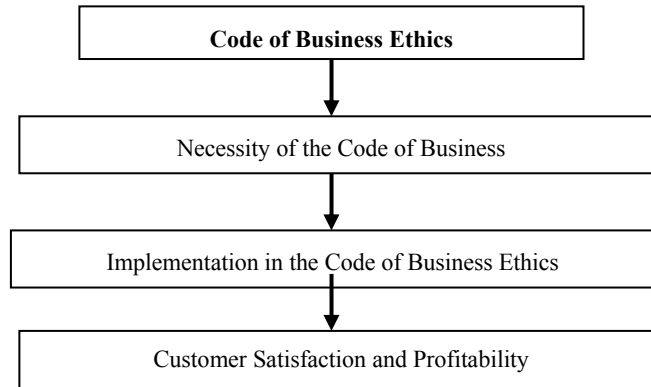 Code of Business Ethics
Necessity of the Code of Business
Implementation in the Code of Business Ethics
Customer Satisfaction and Profitability